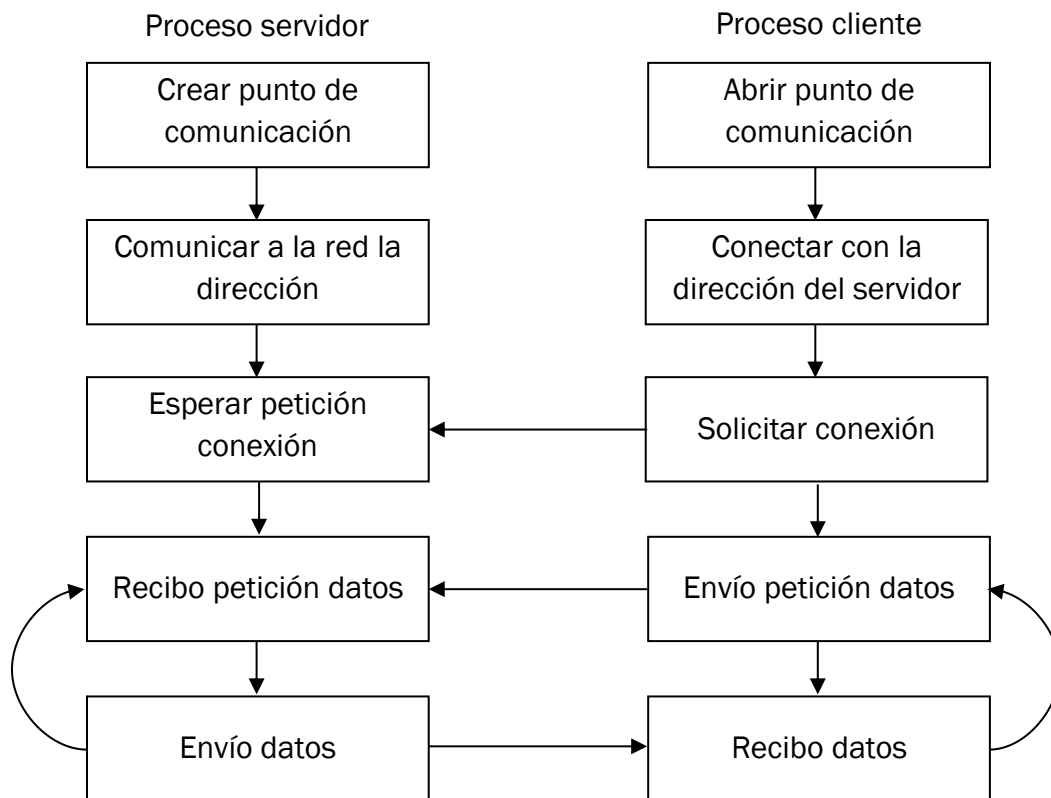 Proceso servidor
Proceso cliente
Crear punto de
comunicación
Abrir punto de
comunicación
Comunicar a la red la
dirección
Conectar con la
dirección del servidor
Esperar petición
conexión
Solicitar conexión
Recibo petición datos
Envío petición datos
Envío datos
Recibo datos